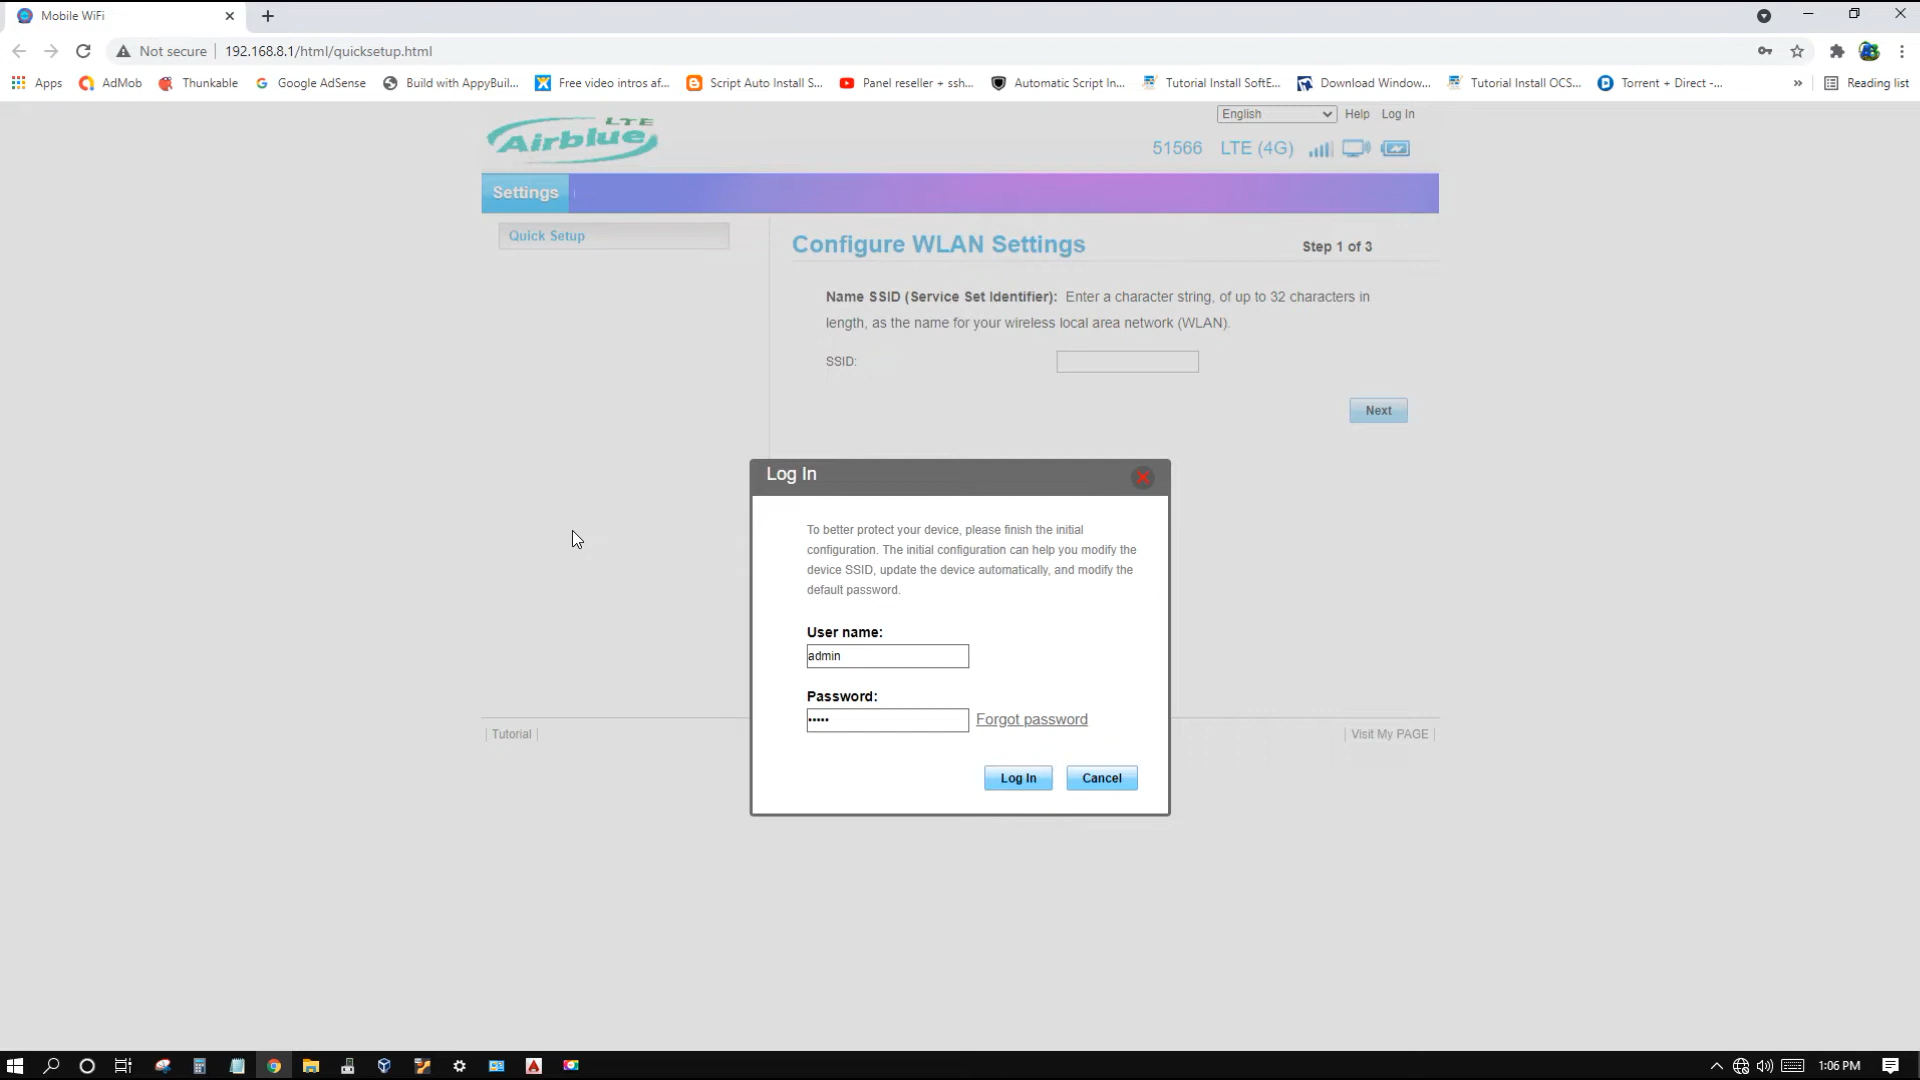 Mobile WiFi
Not secure
192.168.8.1/html/quicksetup.html
Apps
AdMob
Thunkable
Google AdSense
Build with AppyBuil...
Free video intros af...
Script Auto Install S...
Panel reseller + ssh...
Automatic Script In...
Tutorial Install SoftE...
Download Window...
Tutorial Install OCS...
Torrent + Direct -...
»
Reading list
Airblue LTE
English
Help
Log In
51566
LTE (4G)
Settings
Quick Setup
Configure WLAN Settings
Step 1 of 3
Name SSID (Service Set Identifier): Enter a character string, of up to 32 characters in
length, as the name for your wireless local area network (WLAN).
SSID:
Next
Log In
To better protect your device, please finish the initial
configuration. The initial configuration can help you modify the
device SSID, update the device automatically, and modify the
default password.
User name:
admin
Password:
•••••
Forgot password
Log In
Cancel
Tutorial
Visit My PAGE
1:06 PM